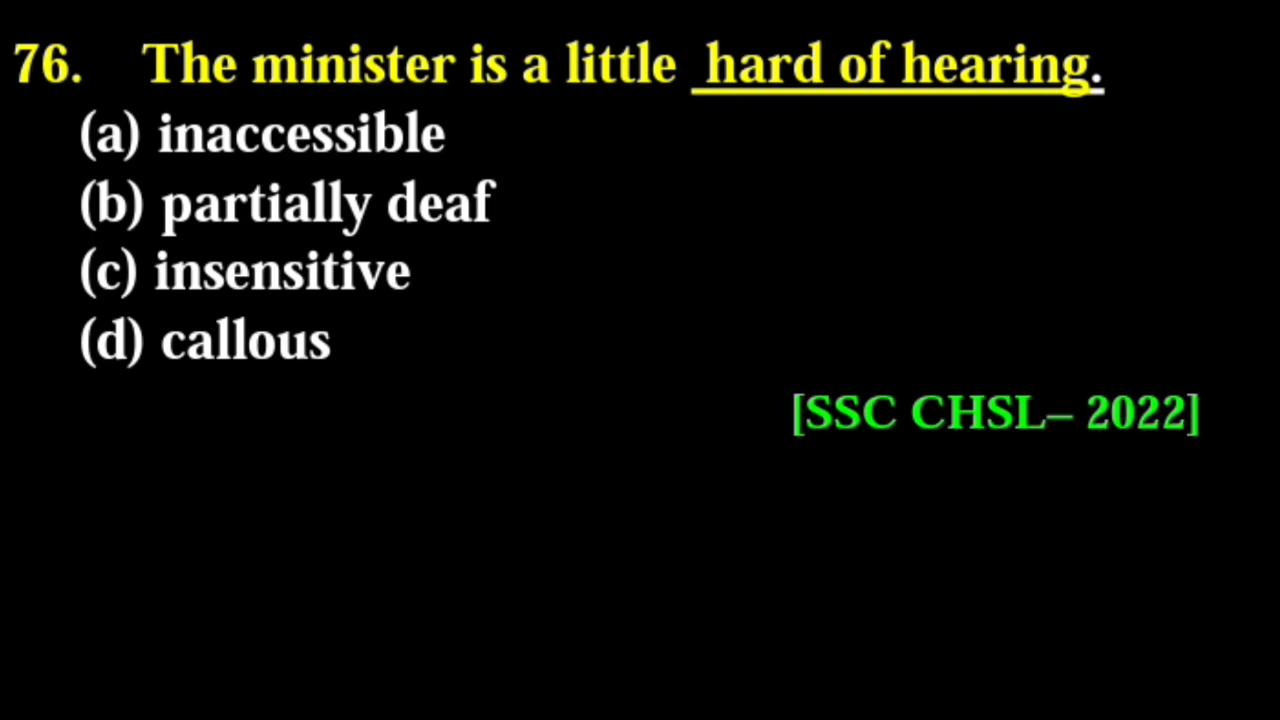 76. The minister is a little hard of hearing.
(a) inaccessible
(b) partially deaf
(c) insensitive
(d) callous
[SSC CHSL– 2022]